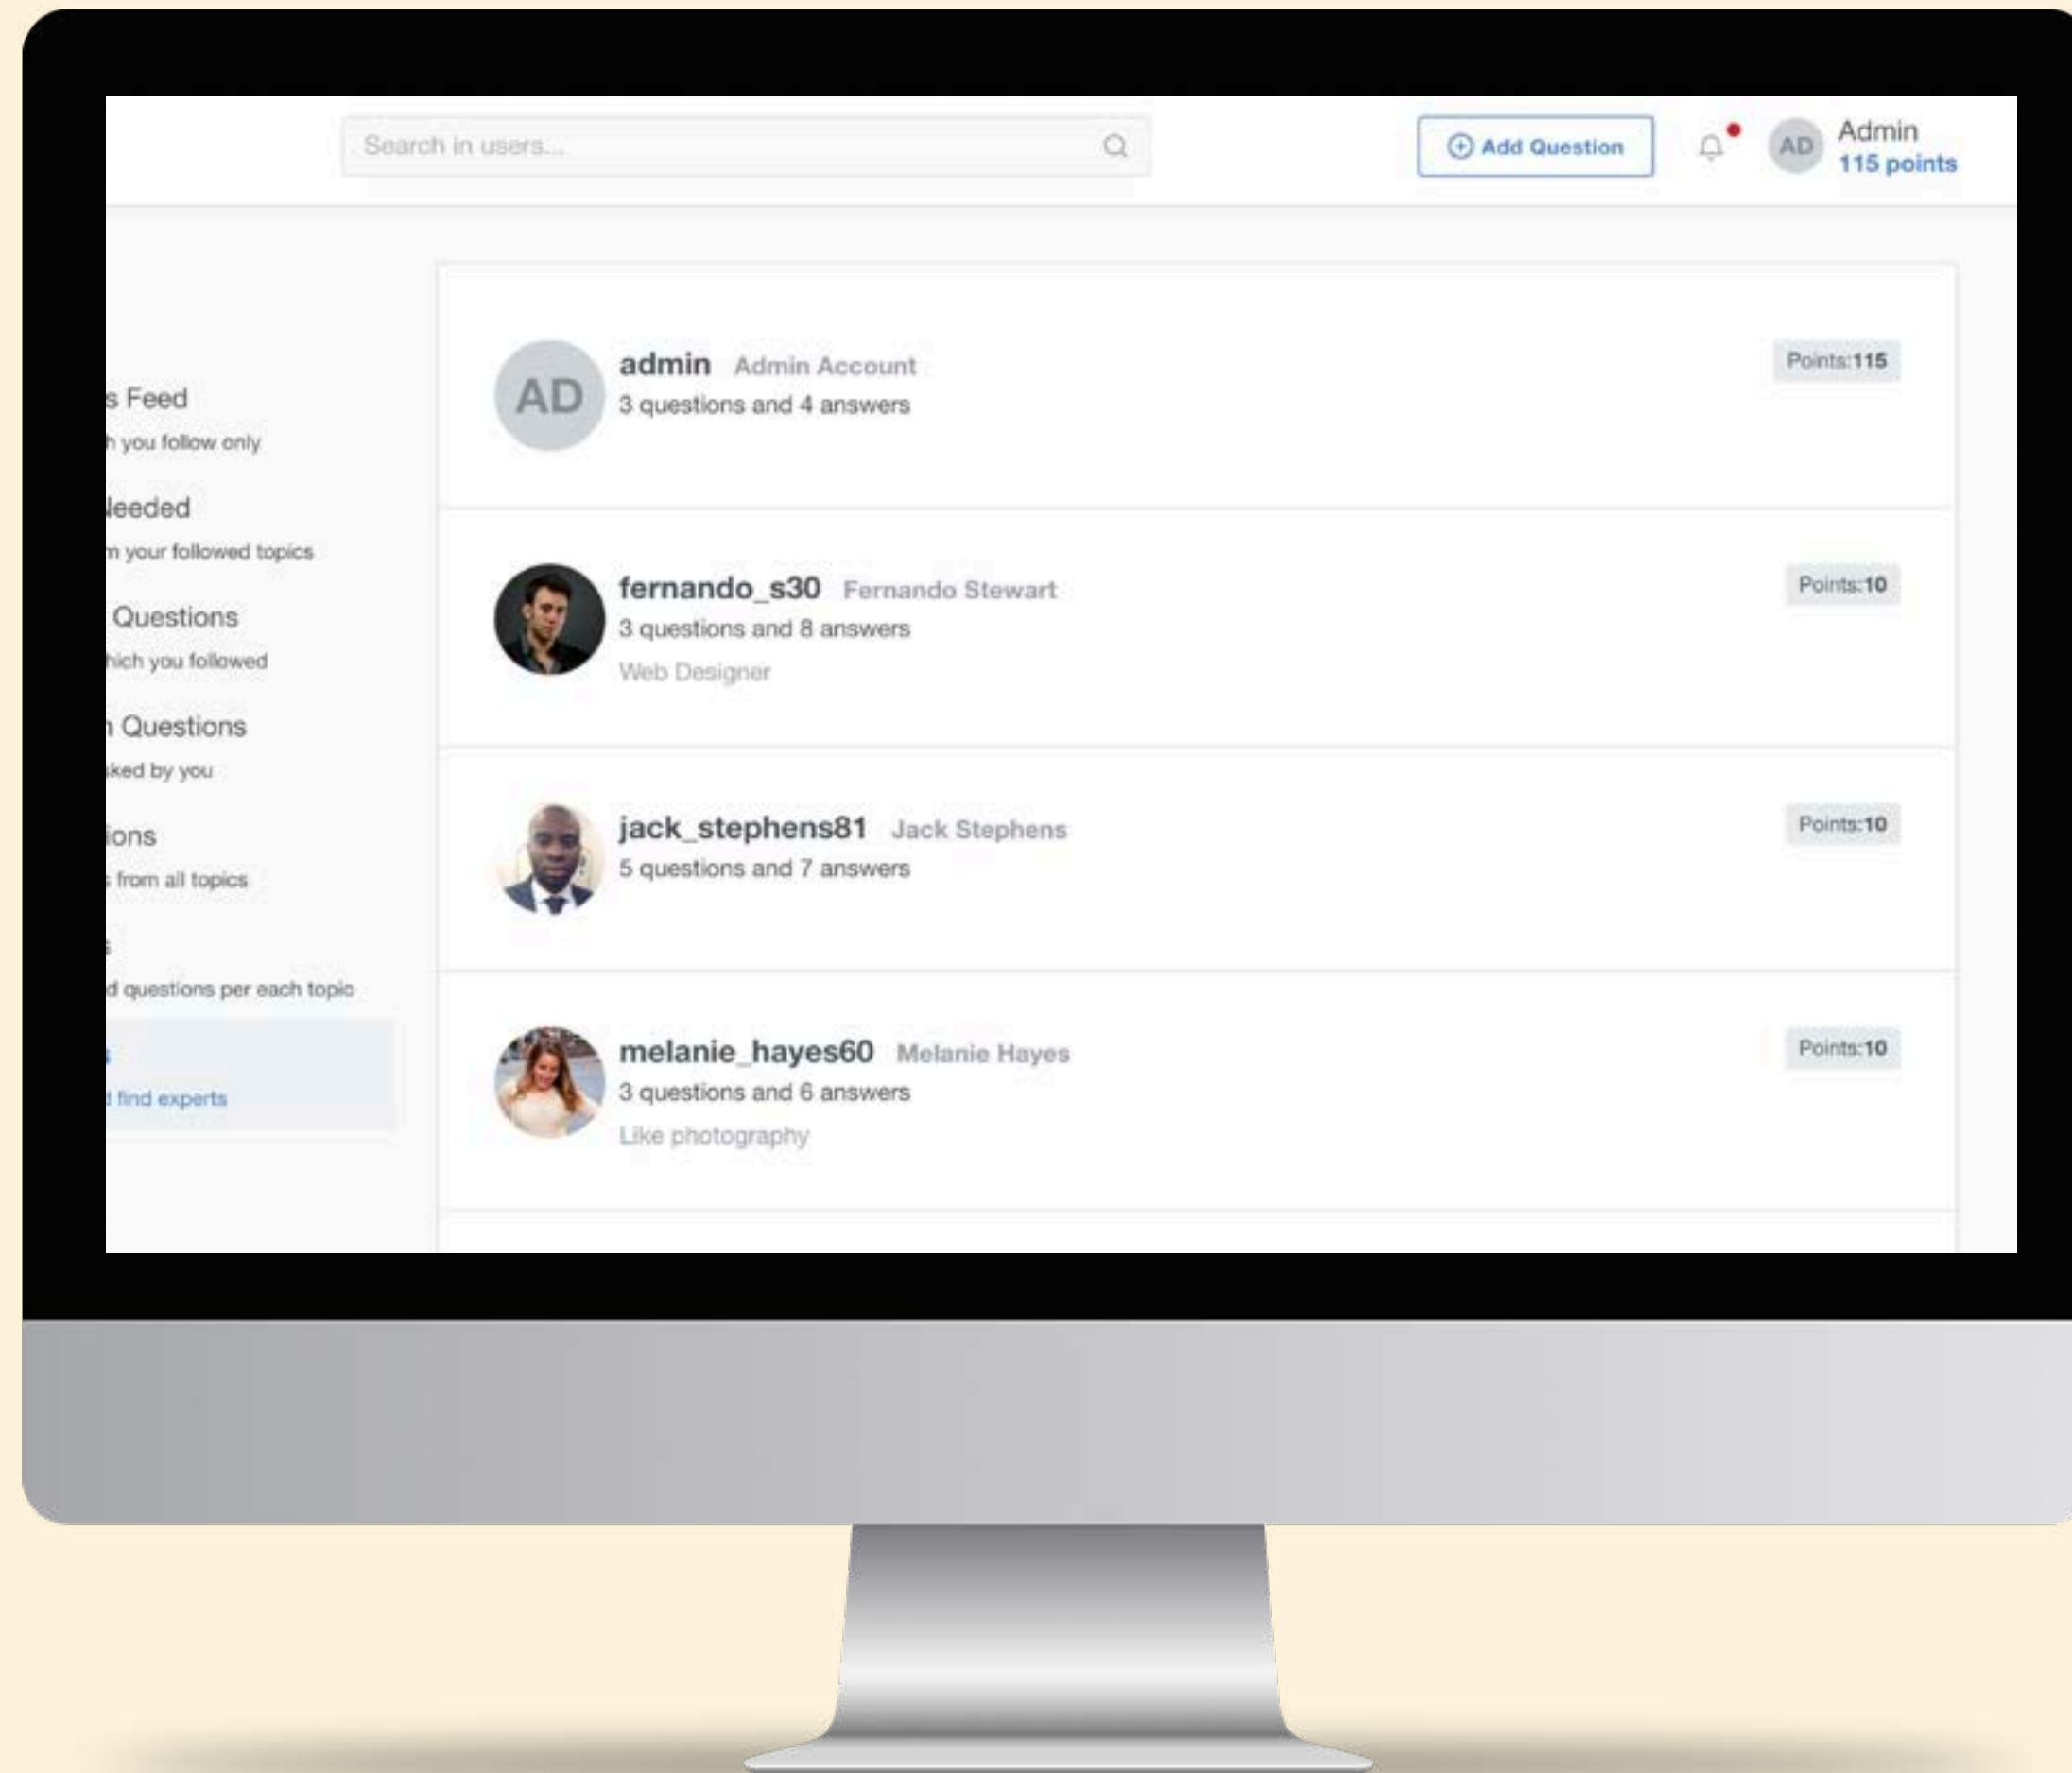 Search in users...
Add Question
AD
Admin
115 points
s Feed
you follow only
your followed topics
Questions
you followed
Questions
by you
from all topics
questions per each topic
find experts
AD
admin Admin Account
3 questions and 4 answers
Points:115
fernando_s30 Fernando Stewart
3 questions and 8 answers
Web Designer
Points:10
jack_stephens81 Jack Stephens
5 questions and 7 answers
Points:10
melanie_hayes60 Melanie Hayes
3 questions and 6 answers
Like photography
Points:10